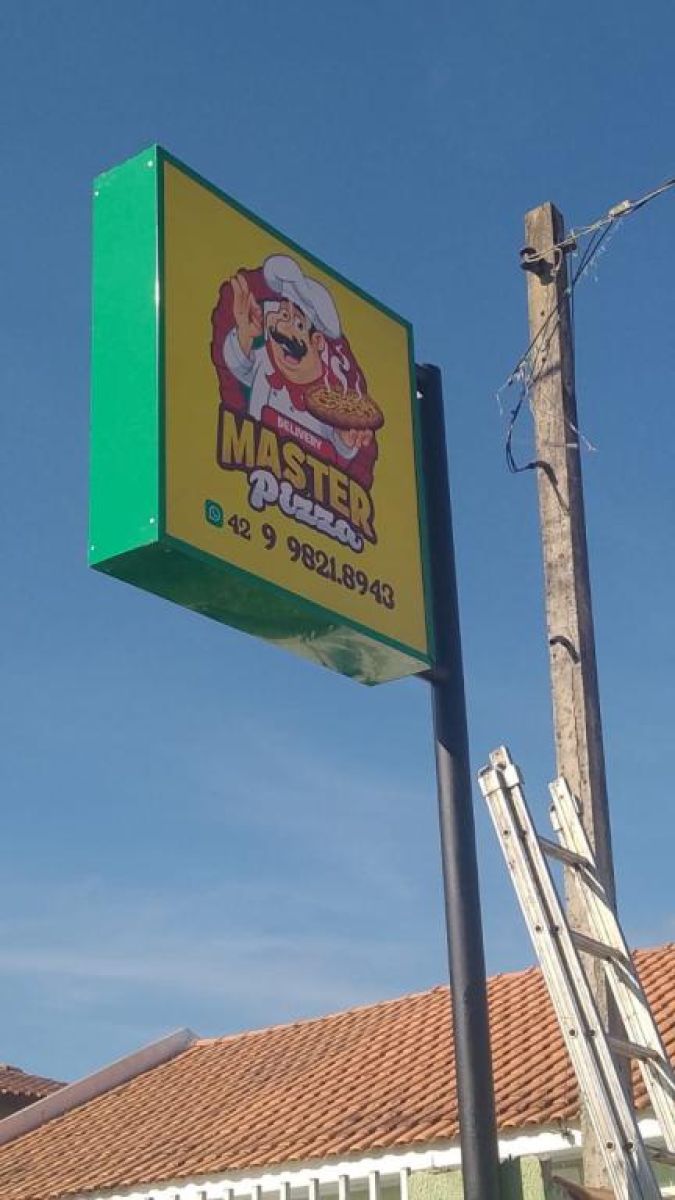 DELIVERY
MASTER
Pizza
42 9 9821.8943